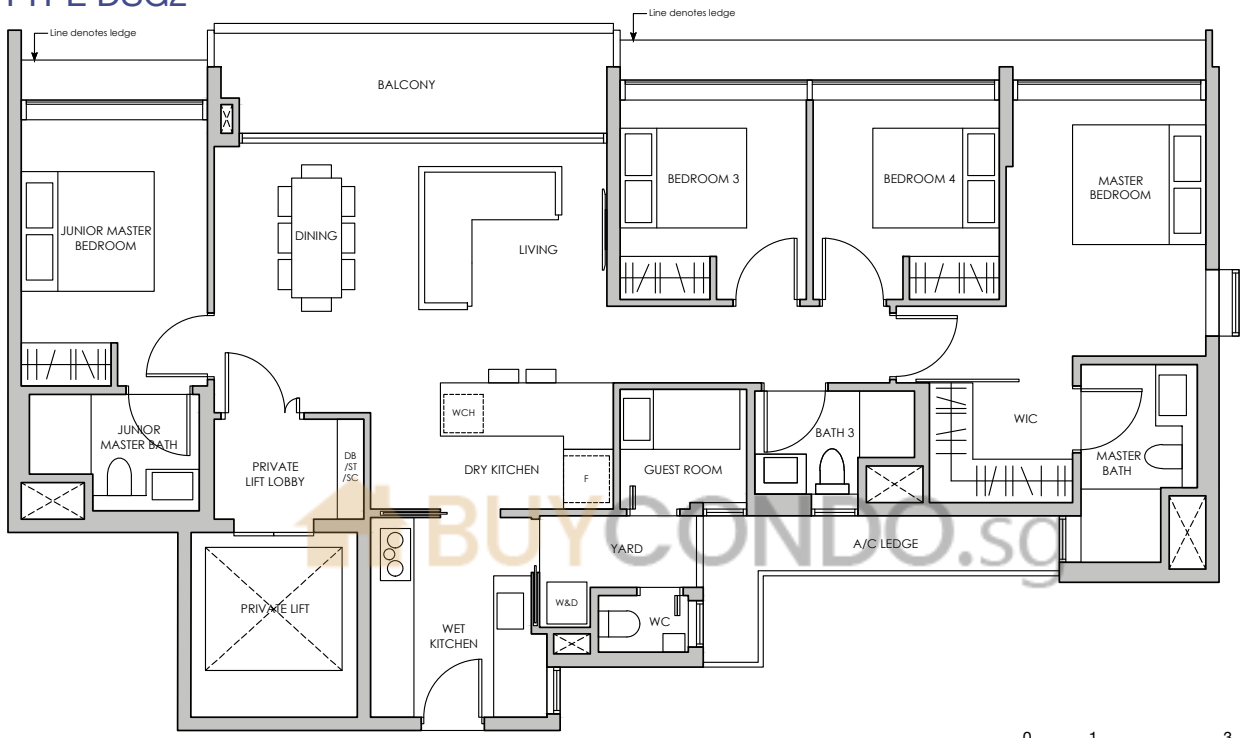 Line denotes ledge
Line denotes ledge
BALCONY
BEDROOM 3
BEDROOM 4
MASTER
BEDROOM
JUNIOR MASTER
BEDROOM
DINING
LIVING
WCH
DRY KITCHEN
F
GUEST ROOM
BATH 3
WIC
MASTER
BATH
JUNIOR
MASTER BATH
PRIVATE
LIFT LOBBY
DB
/ST
/SC
BUYCONDO.sg
YARD
A/C LEDGE
PRIVATE LIFT
W&D
WC
WET
KITCHEN
0 1 3